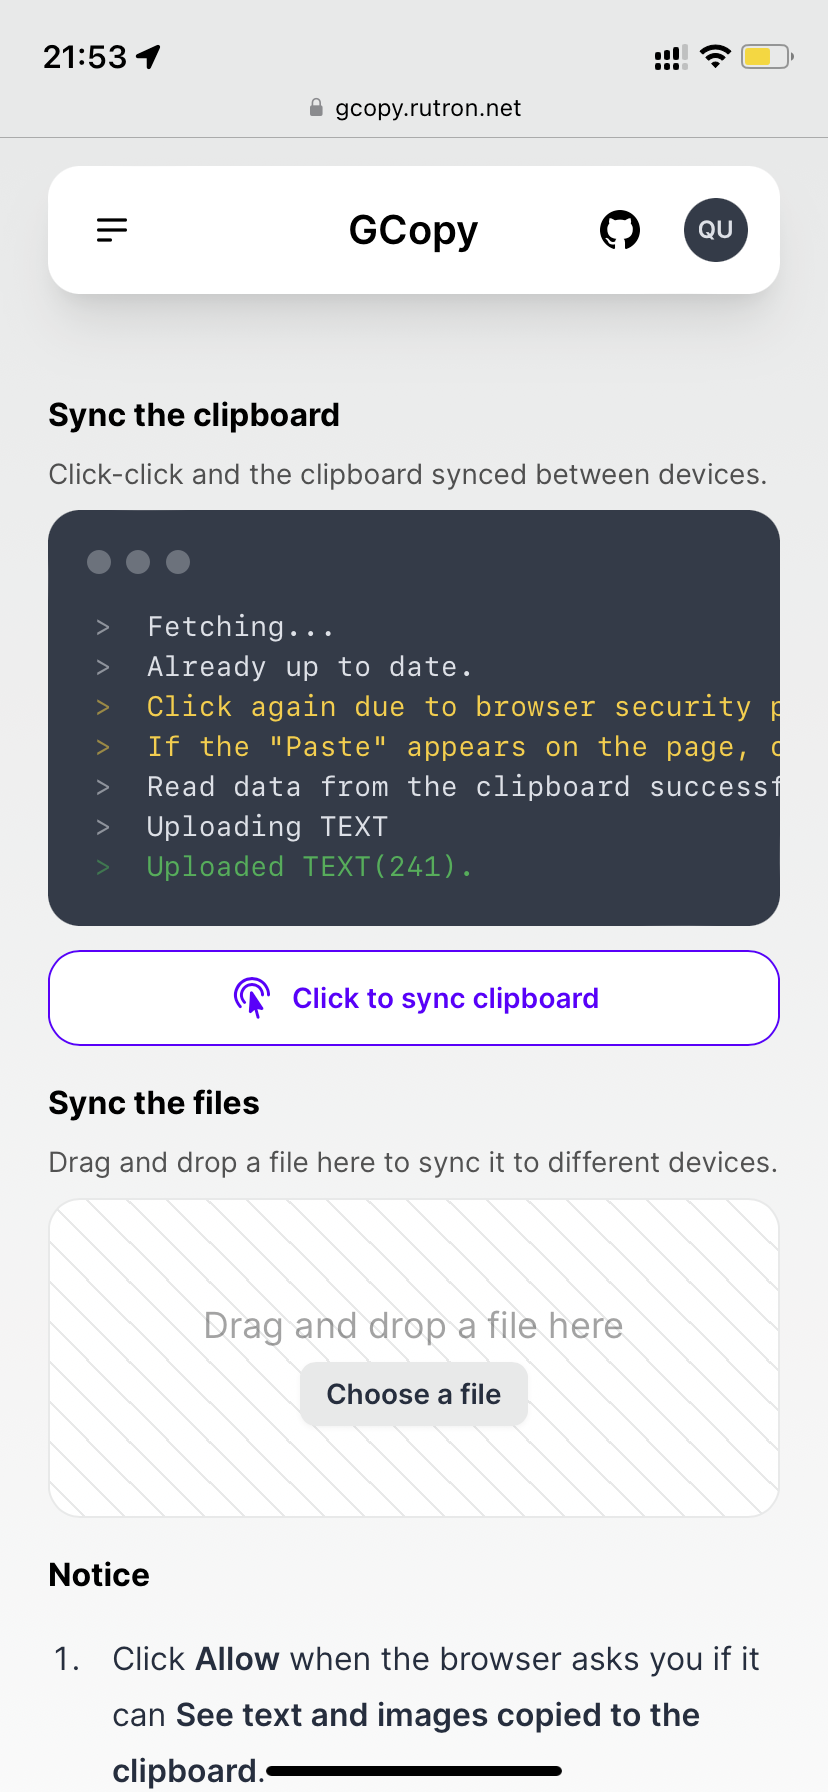 21:53
gcopy.rutron.net
GCopy
QU
Sync the clipboard
Click-click and the clipboard synced between devices.
> Fetching...
> Already up to date.
> Click again due to browser security
> If the "Paste" appears on the page,
> Read data from the clipboard successf
> Uploading TEXT
> Uploaded TEXT(241).
Click to sync clipboard
Sync the files
Drag and drop a file here to sync it to different devices.
Drag and drop a file here
Choose a file
Notice
1. Click Allow when the browser asks you if it
can See text and images copied to the
clipboard.